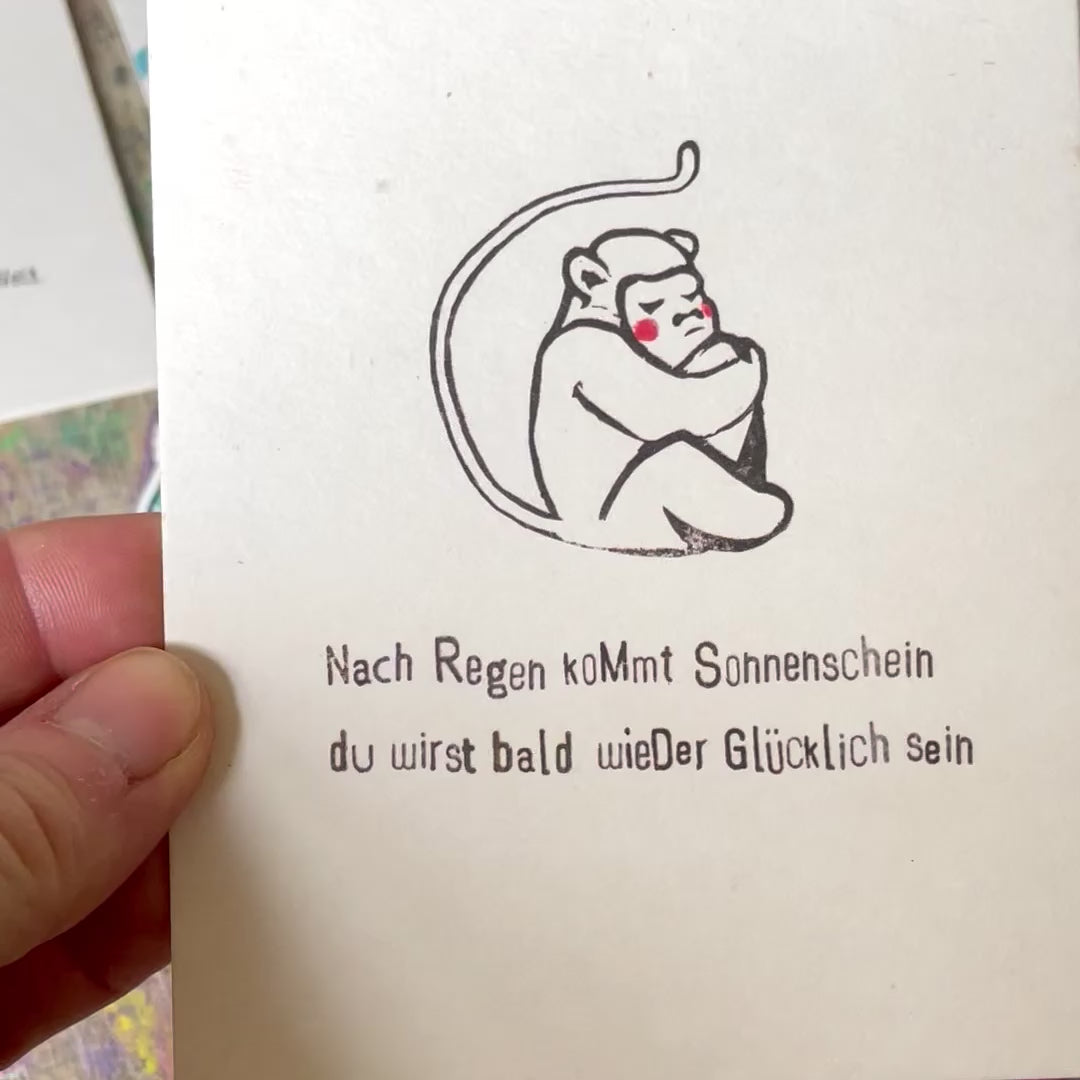 Nach Regen koMmt Sonnenschein
du wirst bald wieDer Glücklich sein